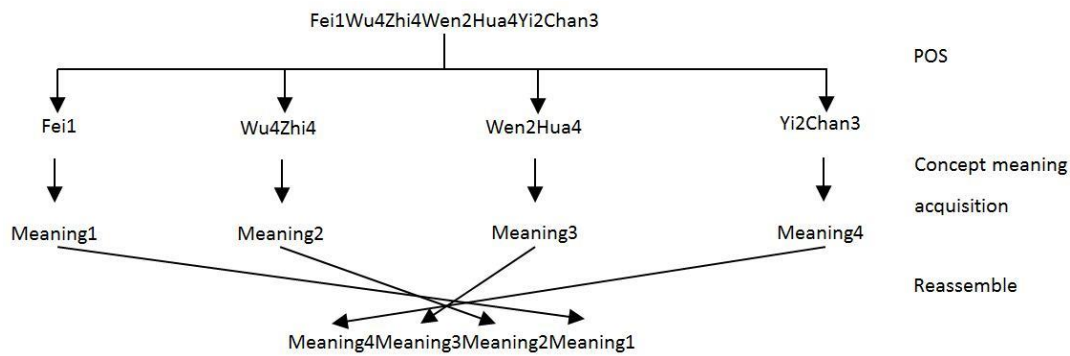 Fei1Wu4Zhi4Wen2Hua4Yi2Chan3
POS
Fei1 Wu4Zhi4 Wen2Hua4 Yi2Chan3
Concept meaning
acquisition
Meaning1 Meaning2 Meaning3 Meaning4
Reassemble
Meaning4Meaning3Meaning2Meaning1